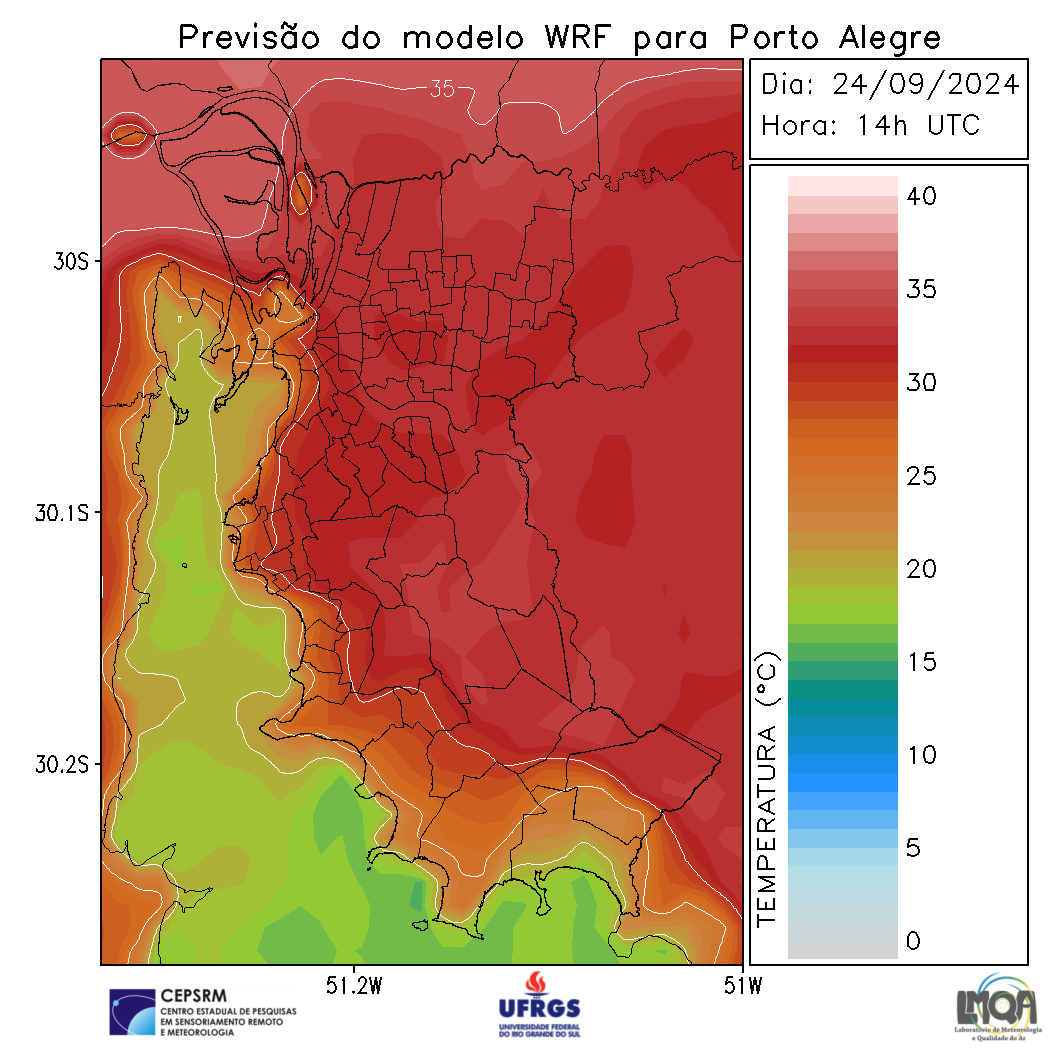 Previsão do modelo WRF para Porto Alegre
Dia: 24/09/2024
Hora: 14h UTC
35
40
35
30
25
20
15
10
5
0
TEMPERATURA (°C)
30S
30.1S
30.2S
51.2W
51W
CEPSRM
CENTRO ESTADUAL DE PESQUISAS
EM SENSORIAMENTO REMOTO
E METEOROLOGIA
UFRGS
UNIVERSIDADE FEDERAL
DO RIO GRANDE DO SUL
LMQA
Laboratório de Meteorologia
e Qualidade do Ar